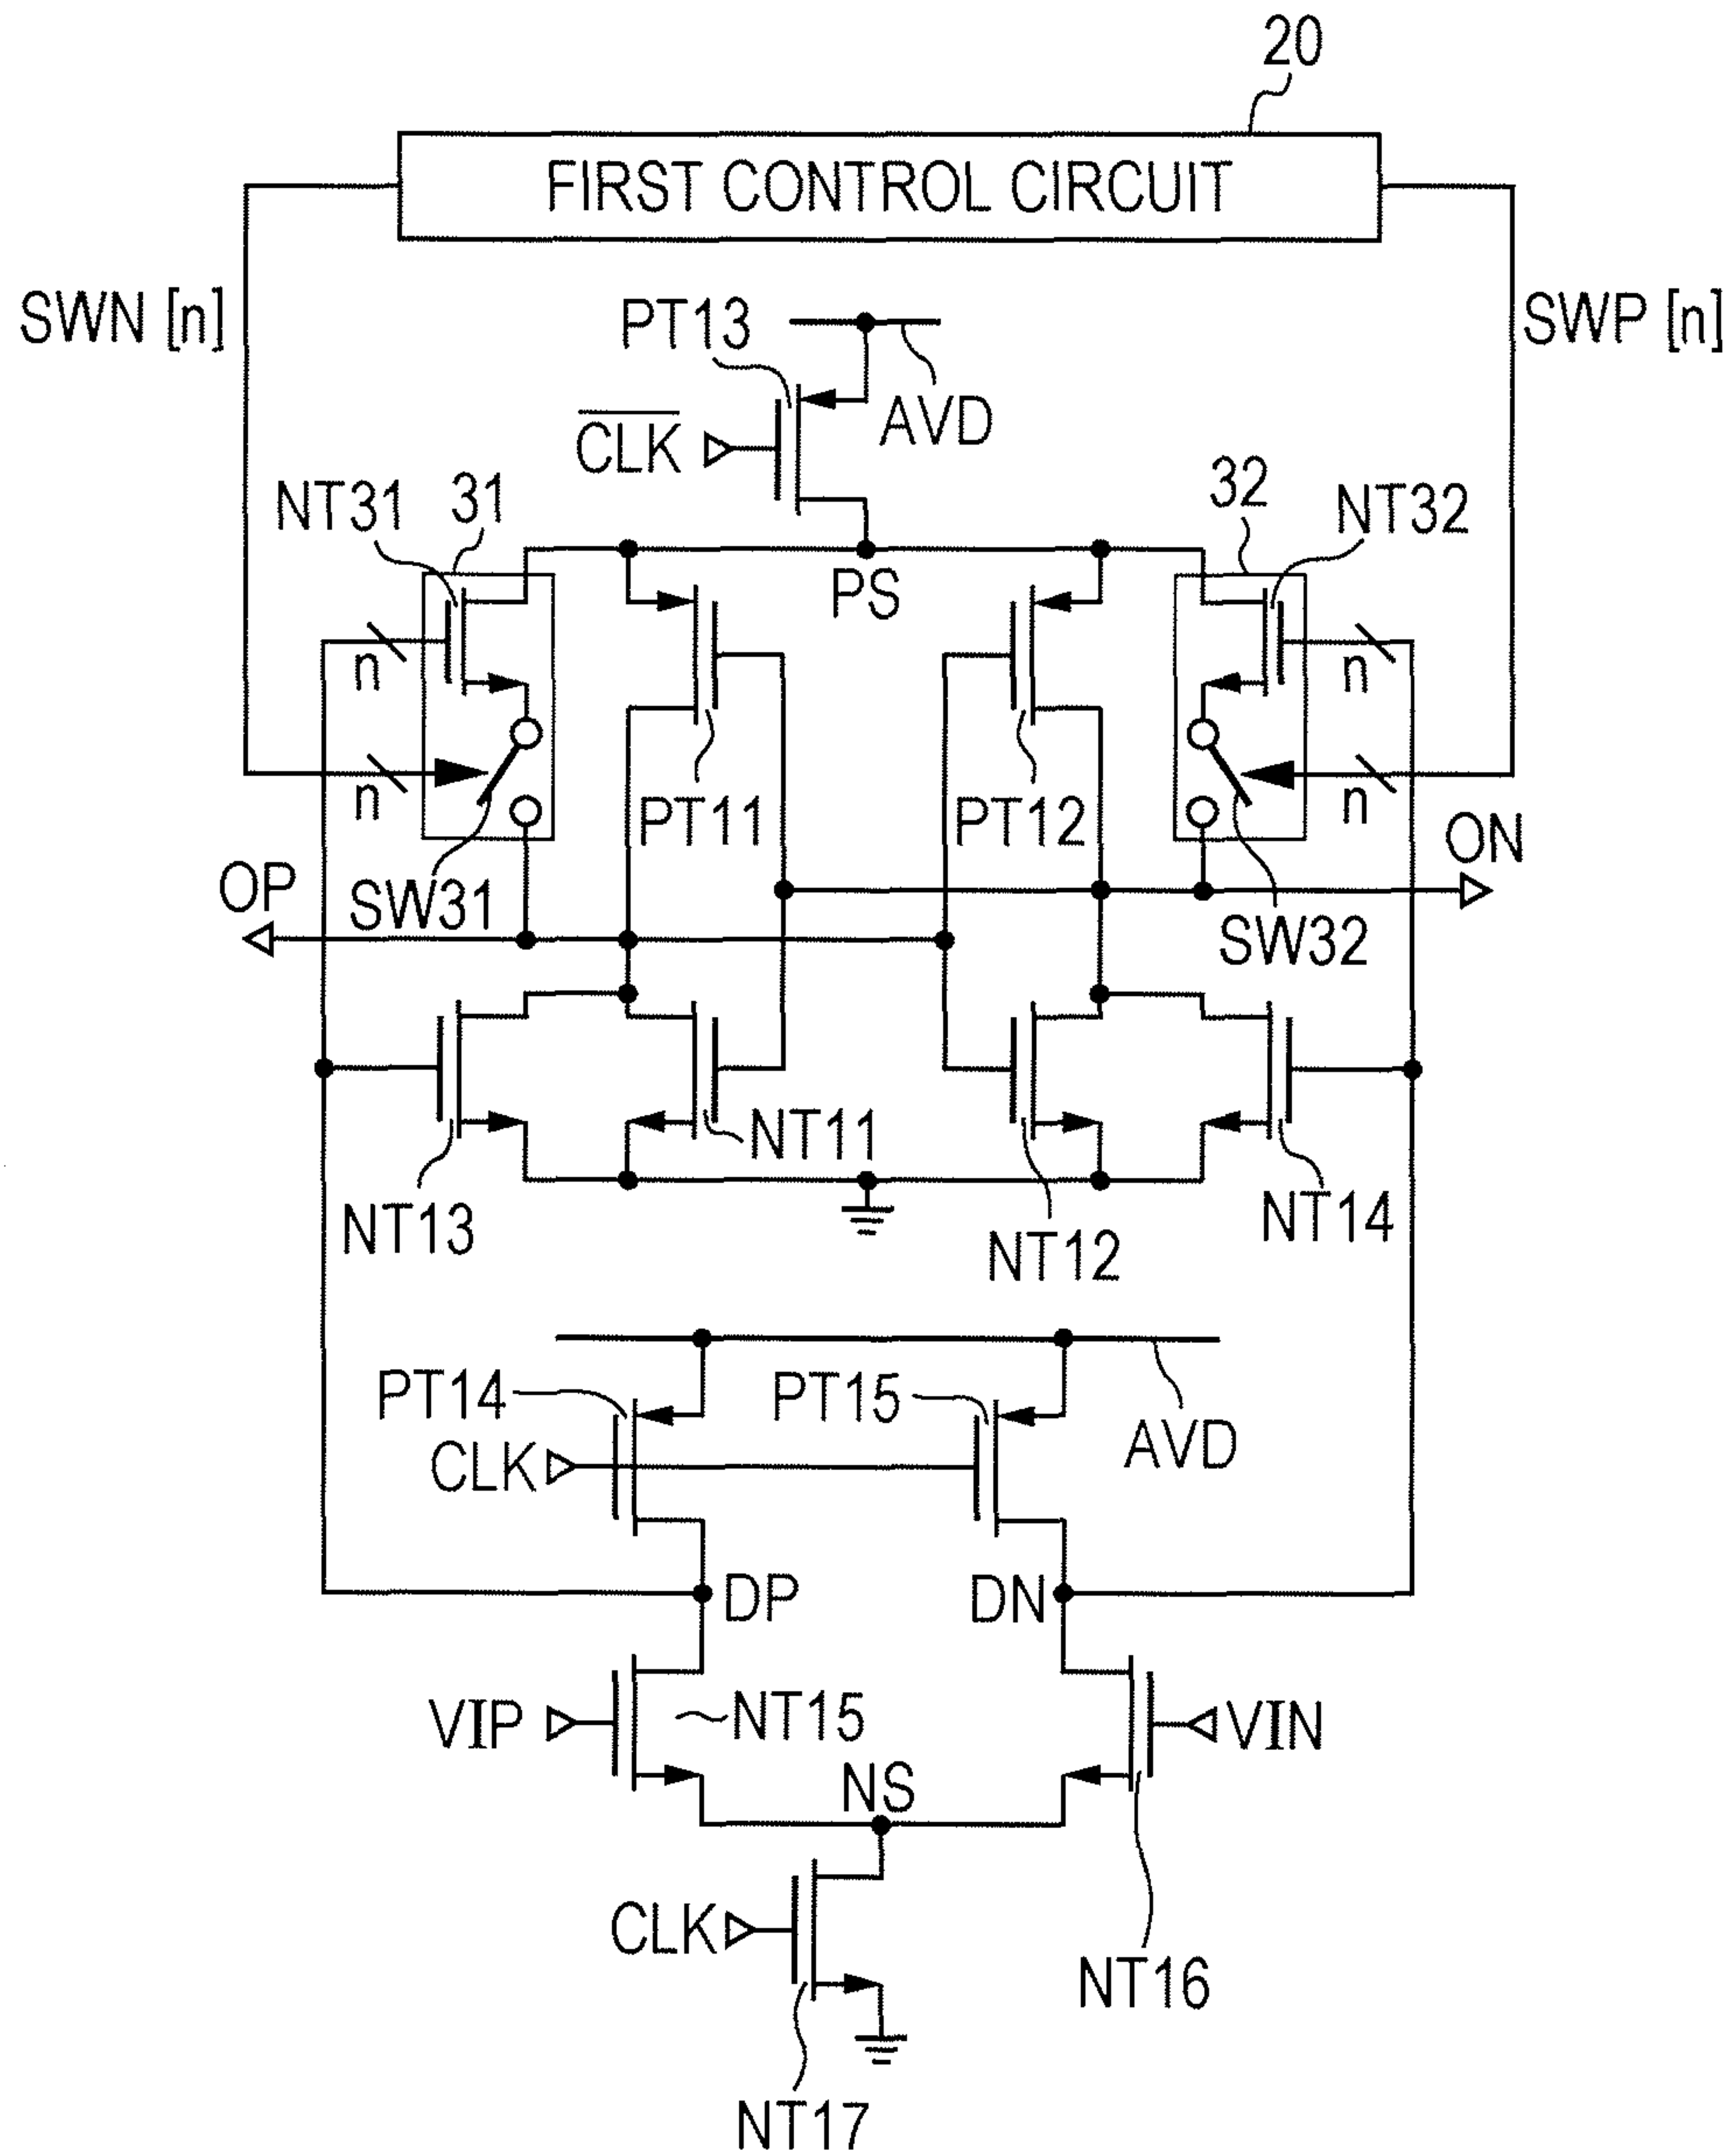 20
FIRST CONTROL CIRCUIT
SWN [n]
SWP [n]
PT13
AVD
CLK
NT31
31
32
NT32
PS
n
n
n
n
PT11
PT12
OP
SW31
SW32
ON
NT13
NT11
NT12
NT14
PT14
PT15
CLK
AVD
DP
DN
VIP
NT15
VIN
NS
CLK
NT16
NT17